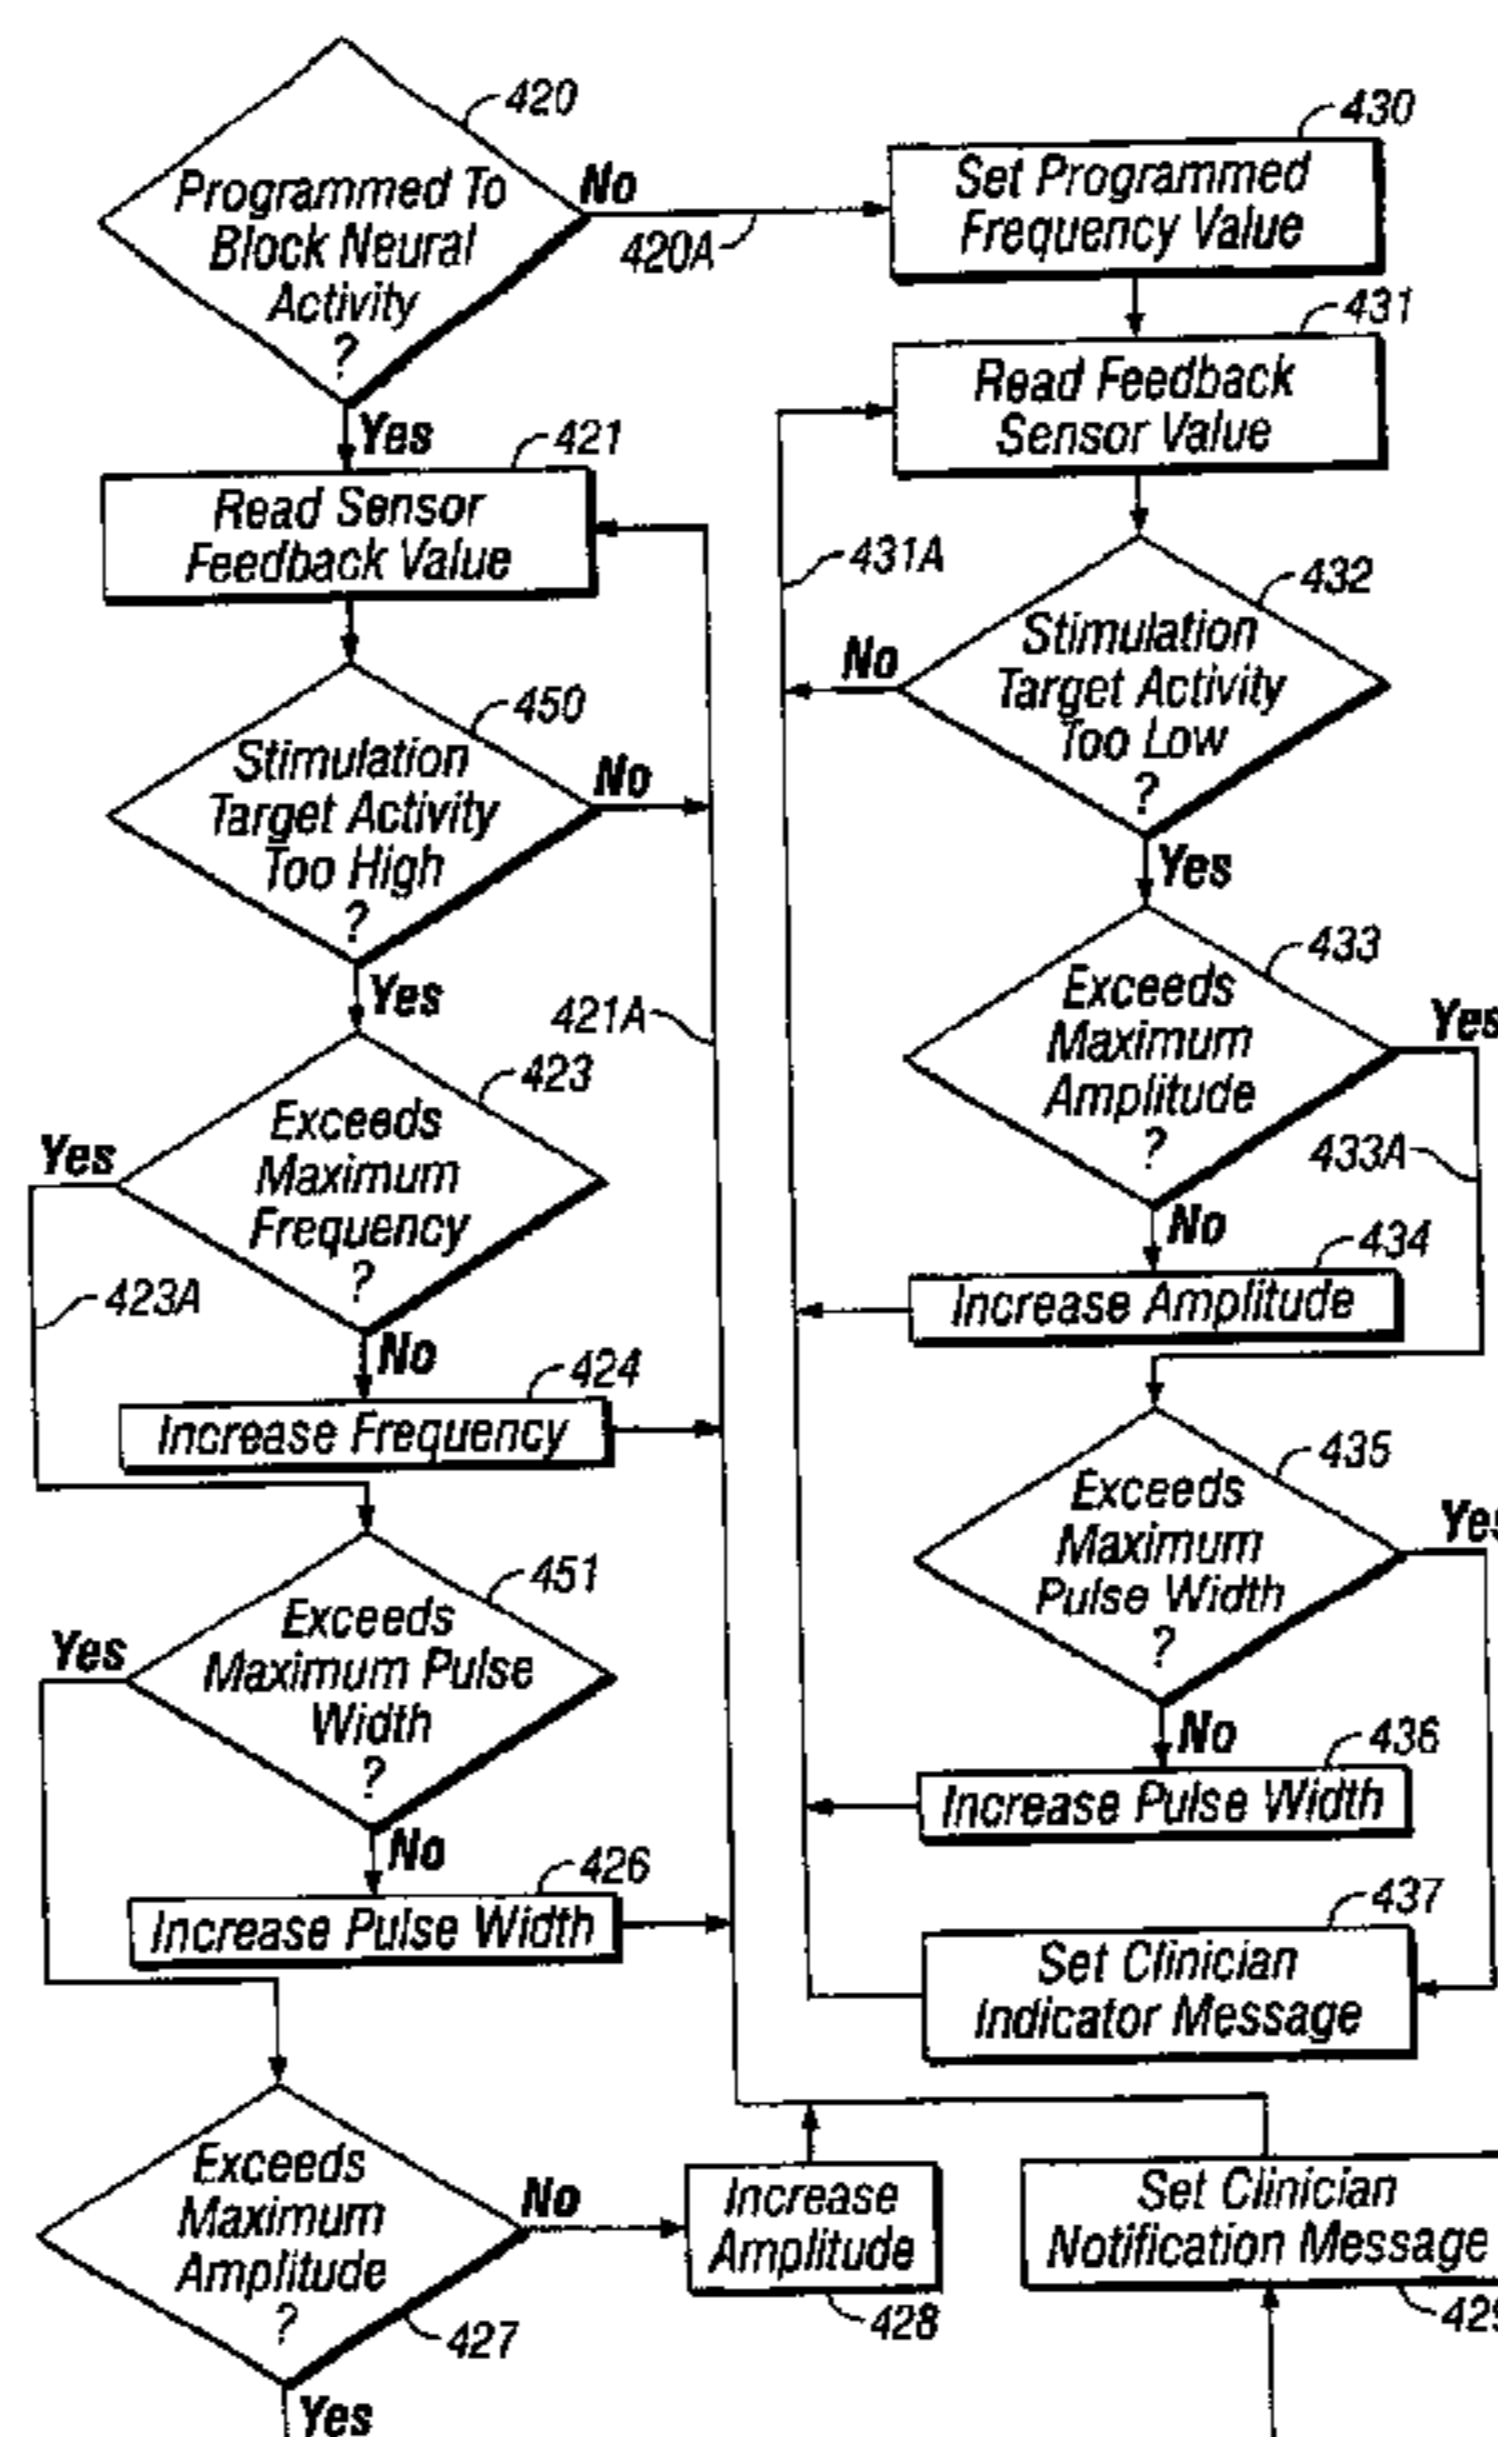 420
Programmed To
Block Neural
Activity
?
No
420A
Yes
421
Read Sensor
Feedback Value
450
Stimulation
Target Activity
Too High
?
No
Yes
421A
423
Exceeds
Maximum
Frequency
?
Yes
423A
No
424
Increase Frequency
451
Exceeds
Maximum Pulse
Width
?
Yes
No
426
Increase Pulse Width
Exceeds
Maximum
Amplitude
?
427
No
Yes
Increase
Amplitude
428
Set Clinician
Notification Message
429
430
Set Programmed
Frequency Value
431
Read Feedback
Sensor Value
431A
432
Stimulation
Target Activity
Too Low
?
No
Yes
433
Exceeds
Maximum
Amplitude
?
Yes
433A
No
434
Increase Amplitude
435
Exceeds
Maximum
Pulse Width
?
Yes
No
436
Increase Pulse Width
437
Set Clinician
Indicator Message